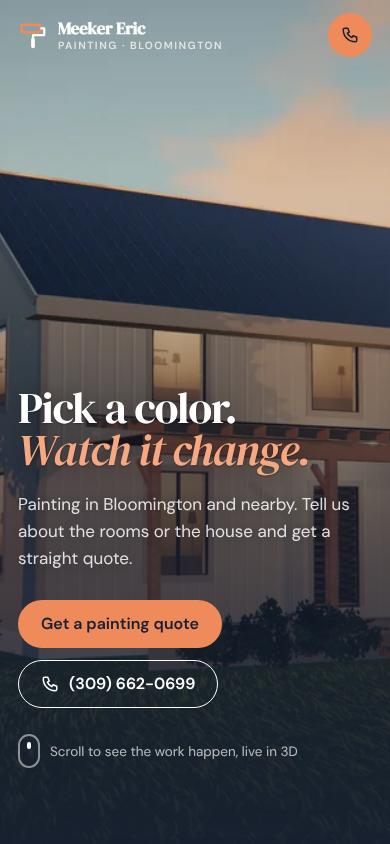 Meeker Eric
PAINTING · BLOOMINGTON
Pick a color.
Watch it change.
Painting in Bloomington and nearby. Tell us
about the rooms or the house and get a
straight quote.
Get a painting quote
(309) 662-0699
Scroll to see the work happen, live in 3D